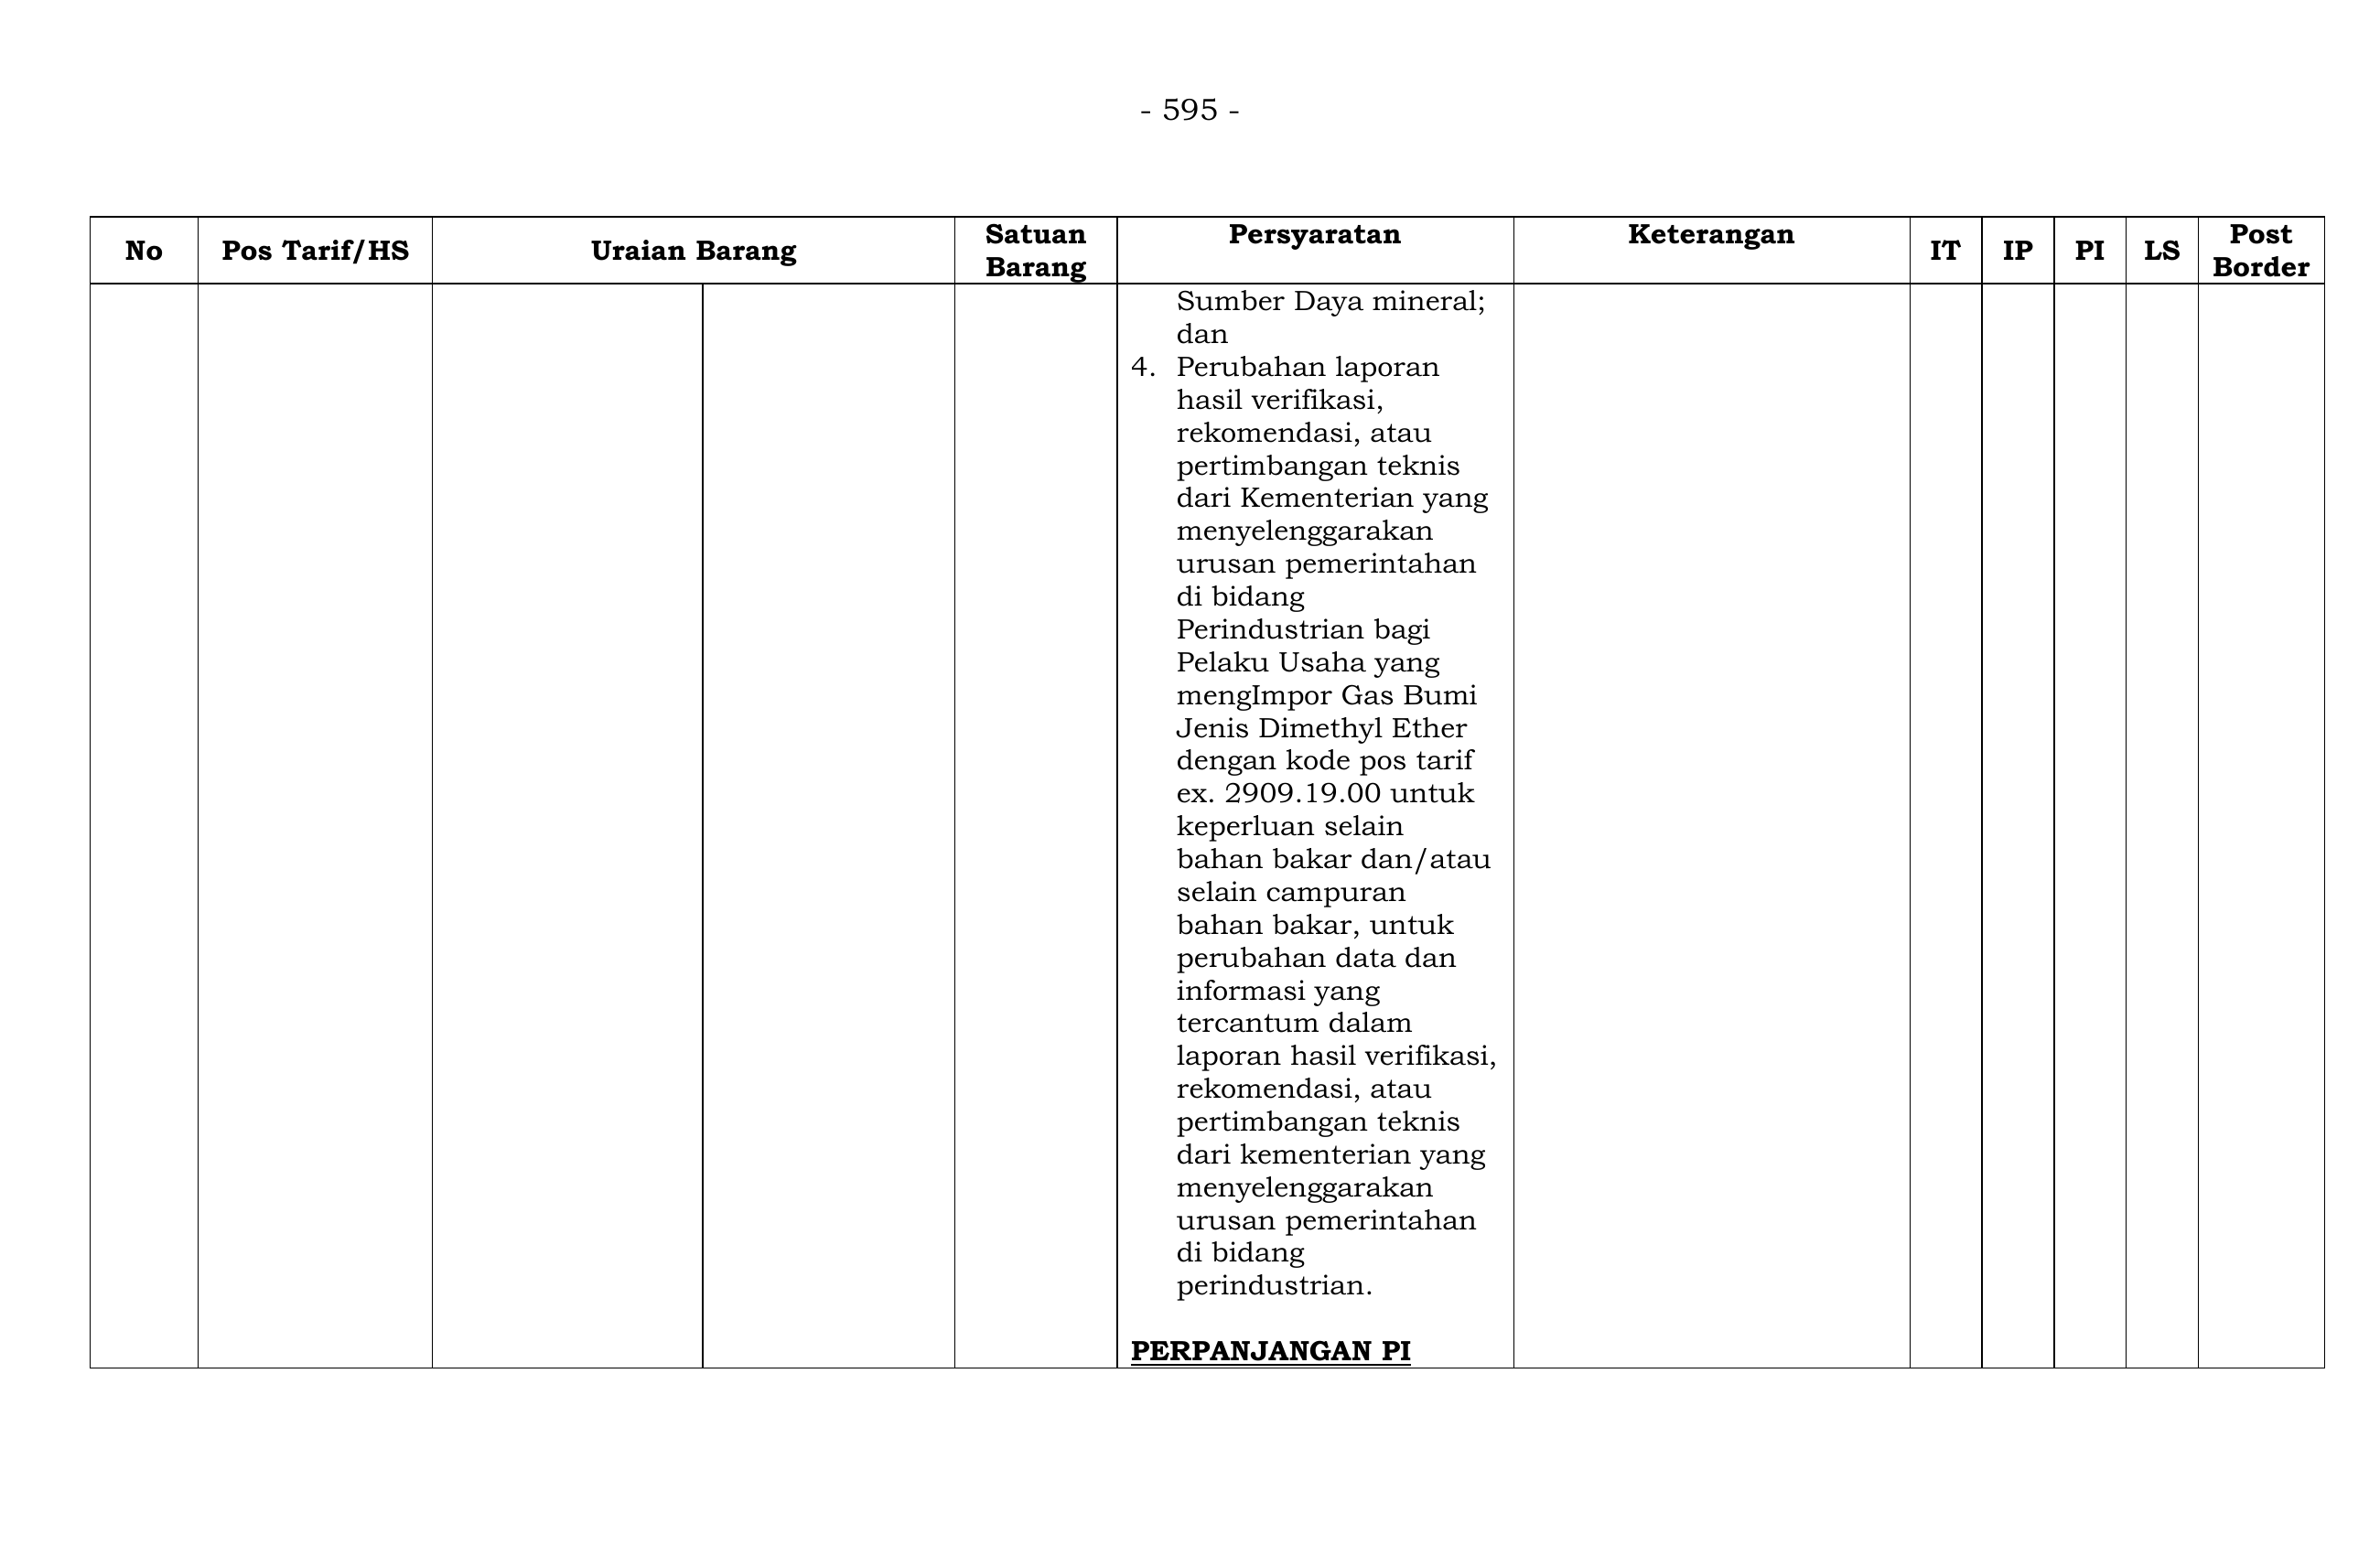 - 595 -
No Pos Tarif/HS Uraian Barang Satuan Barang Persyaratan Keterangan IT IP PI LS Post Border
Sumber Daya mineral;
dan
4. Perubahan laporan
hasil verifikasi,
rekomendasi, atau
pertimbangan teknis
dari Kementerian yang
menyelenggarakan
urusan pemerintahan
di bidang
Perindustrian bagi
Pelaku Usaha yang
mengImpor Gas Bumi
Jenis Dimethyl Ether
dengan kode pos tarif
ex. 2909.19.00 untuk
keperluan selain
bahan bakar dan/atau
selain campuran
bahan bakar, untuk
perubahan data dan
informasi yang
tercantum dalam
laporan hasil verifikasi,
rekomendasi, atau
pertimbangan teknis
dari kementerian yang
menyelenggarakan
urusan pemerintahan
di bidang
perindustrian.
PERPANJANGAN PI